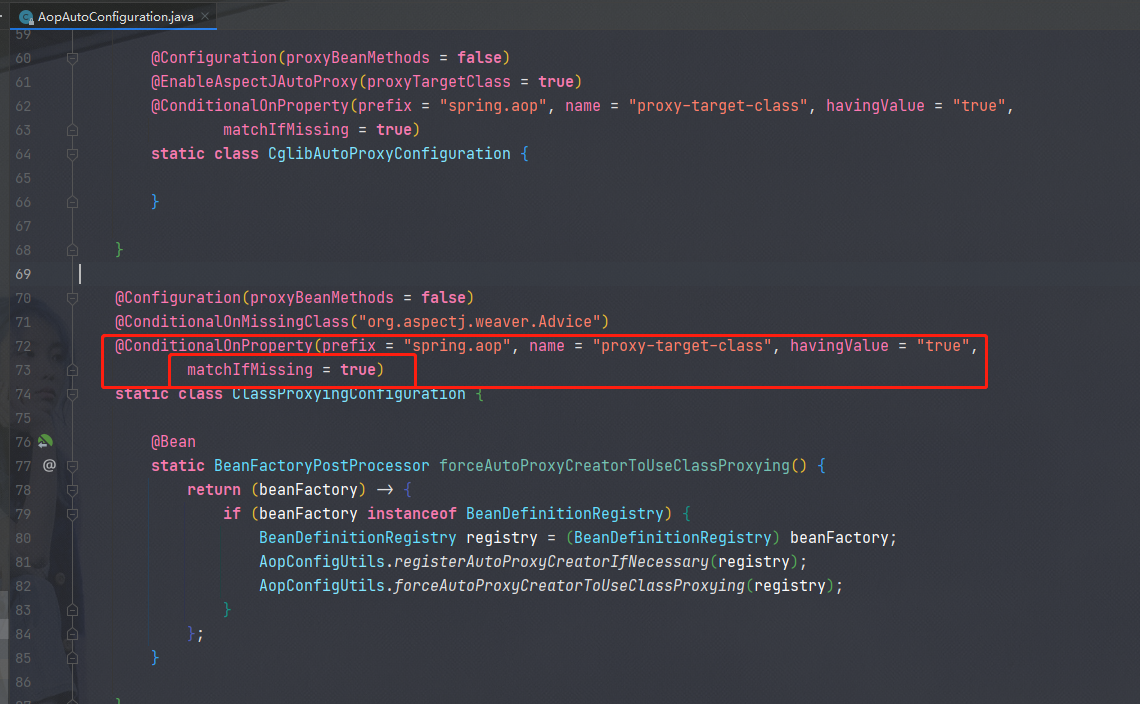 AopAutoConfiguration.java
59
60 @Configuration(proxyBeanMethods = false)
61 @EnableAspectJAutoProxy(proxyTargetClass = true)
62 @ConditionalOnProperty(prefix = "spring.aop", name = "proxy-target-class", havingValue = "true",
63 matchIfMissing = true)
64 static class CglibAutoProxyConfiguration {
65
66 }
67
68 }
69
70 @Configuration(proxyBeanMethods = false)
71 @ConditionalOnMissingClass("org.aspectj.weaver.Advice")
72 @ConditionalOnProperty(prefix = "spring.aop", name = "proxy-target-class", havingValue = "true",
73 matchIfMissing = true)
74 static class ClassProxyingConfiguration {
75
76 @Bean
77 @ static BeanFactoryPostProcessor forceAutoProxyCreatorToUseClassProxying() {
78 return (beanFactory) → {
79 if (beanFactory instanceof BeanDefinitionRegistry) {
80 BeanDefinitionRegistry registry = (BeanDefinitionRegistry) beanFactory;
81 AopConfigUtils.registerAutoProxyCreatorIfNecessary(registry);
82 AopConfigUtils.forceAutoProxyCreatorToUseClassProxying(registry);
83 }
84 };
85 }
86
87 }